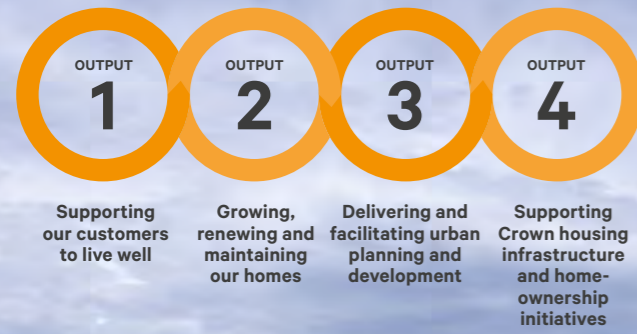 OUTPUT
1
OUTPUT
2
OUTPUT
3
OUTPUT
4
Supporting
our customers
to live well
Growing,
renewing and
maintaining
our homes
Delivering and
facilitating urban
planning and
development
Supporting
Crown housing
infrastructure
and home-
ownership
initiatives